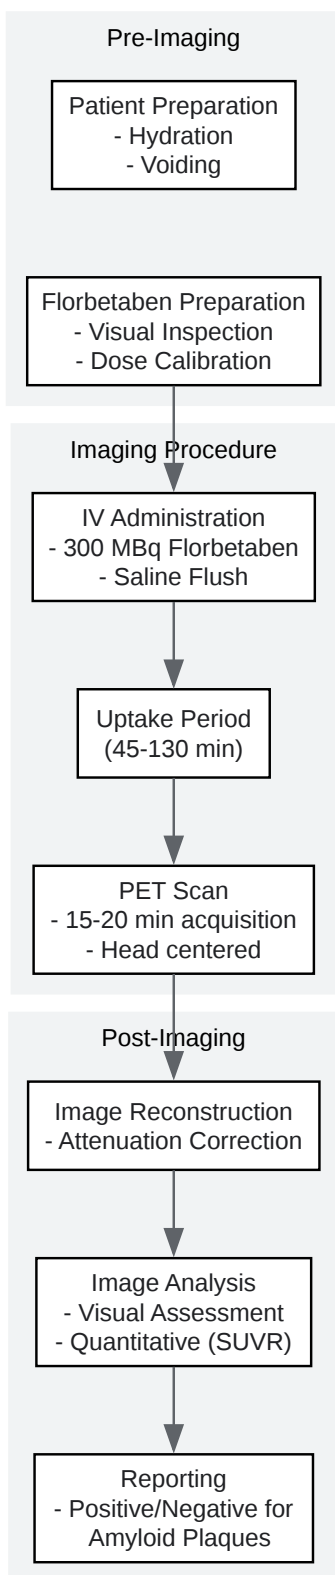 Pre-Imaging
Patient Preparation
- Hydration
- Voiding
Florbetaben Preparation
- Visual Inspection
- Dose Calibration
Imaging Procedure
IV Administration
- 300 MBq Florbetaben
- Saline Flush
Uptake Period
(45-130 min)
PET Scan
- 15-20 min acquisition
- Head centered
Post-Imaging
Image Reconstruction
- Attenuation Correction
Image Analysis
- Visual Assessment
- Quantitative (SUVR)
Reporting
- Positive/Negative for
Amyloid Plaques